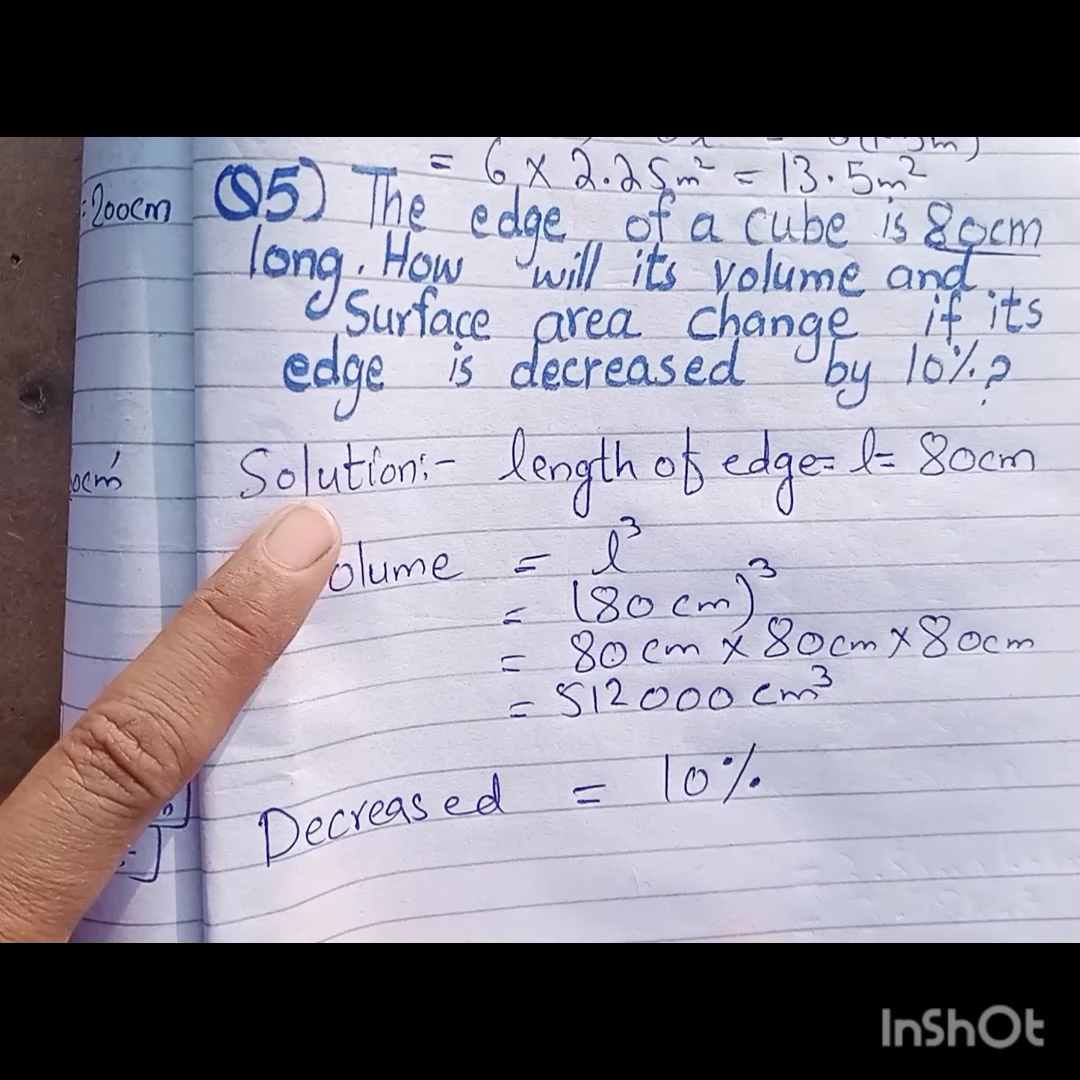 = 6 × 2.25m² = 13.5m²
:200cm
Q5) The edge of a cube is 80cm
long. How will its volume and
Surface area change if its
edge is decreased by 10%?
Solution:- length of edge= l= 80cm
olume = l³
= (80 cm)³
= 80 cm × 80cm × 80cm
= 512000 cm³
Decreased = 10%
InShOt